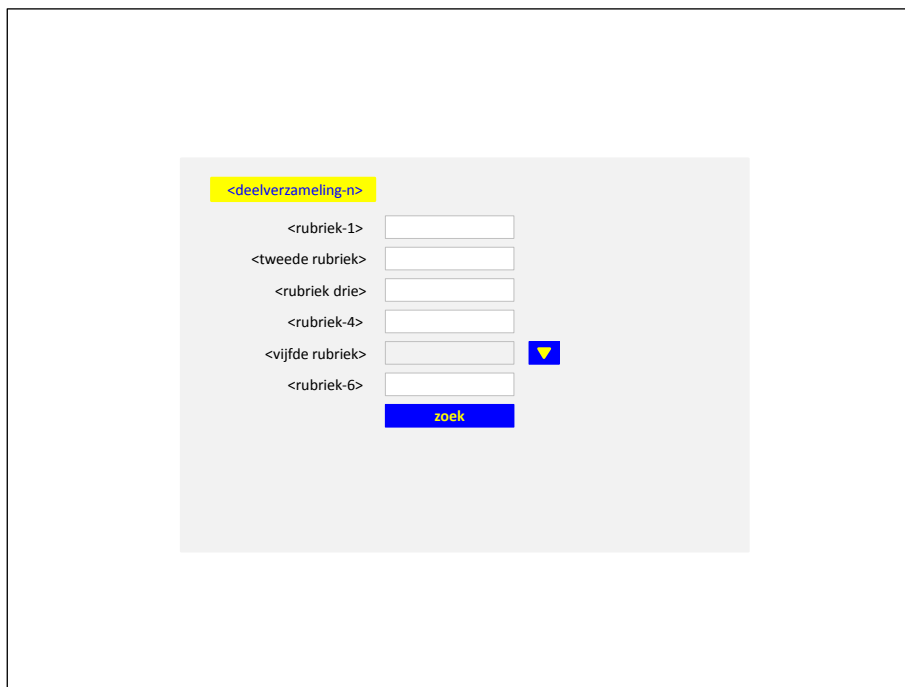 <deelverzameling-n>
<rubriek-1>
<tweede rubriek>
<rubriek drie>
<rubriek-4>
<vijfde rubriek>
<rubriek-6>
zoek